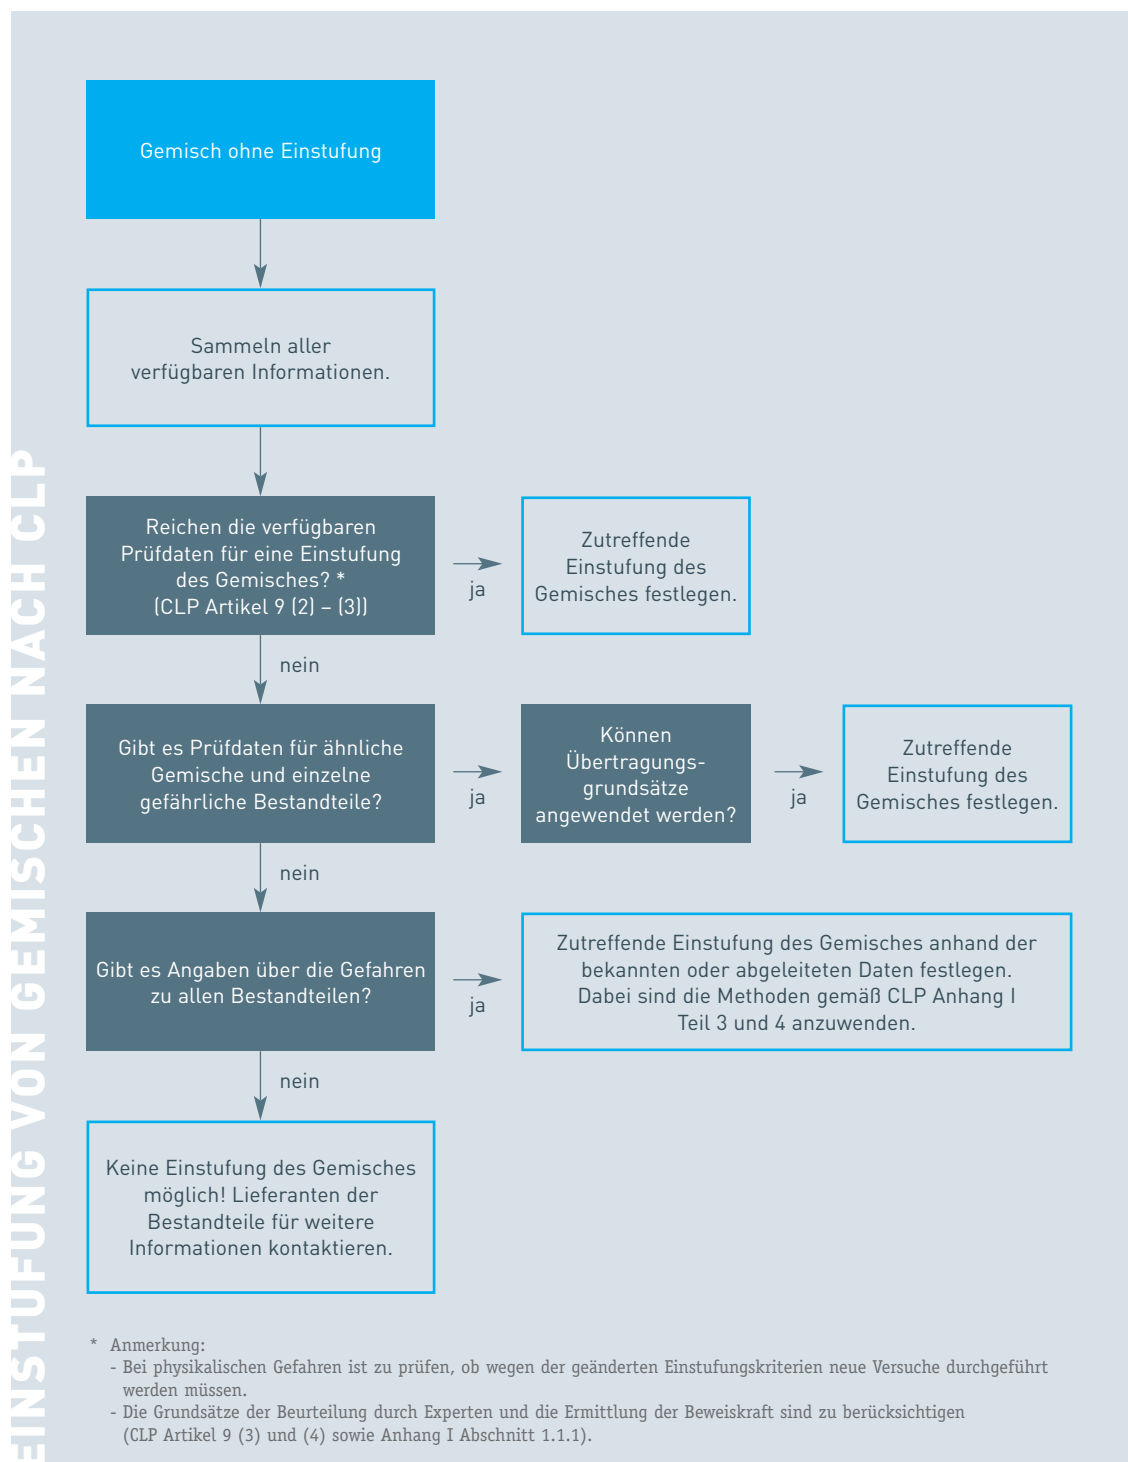 EINSTUFUNG VON GEMISCHEN NACH CLP
Gemisch ohne Einstufung
Sammeln aller
verfügbaren Informationen.
Reichen die verfügbaren
Prüfdaten für eine Einstufung
des Gemisches? *
(CLP Artikel 9 (2) – (3))
ja
Zutreffende
Einstufung des
Gemisches festlegen.
nein
Gibt es Prüfdaten für ähnliche
Gemische und einzelne
gefährliche Bestandteile?
ja
Können
Übertragungs-
grundsätze
angewendet werden?
ja
Zutreffende
Einstufung des
Gemisches festlegen.
nein
Gibt es Angaben über die Gefahren
zu allen Bestandteilen?
ja
Zutreffende Einstufung des Gemisches anhand der
bekannten oder abgeleiteten Daten festlegen.
Dabei sind die Methoden gemäß CLP Anhang I
Teil 3 und 4 anzuwenden.
nein
Keine Einstufung des Gemisches
möglich! Lieferanten der
Bestandteile für weitere
Informationen kontaktieren.
* Anmerkung:
- Bei physikalischen Gefahren ist zu prüfen, ob wegen der geänderten Einstufungskriterien neue Versuche durchgeführt
werden müssen.
- Die Grundsätze der Beurteilung durch Experten und die Ermittlung der Beweiskraft sind zu berücksichtigen
(CLP Artikel 9 (3) und (4) sowie Anhang I Abschnitt 1.1.1).